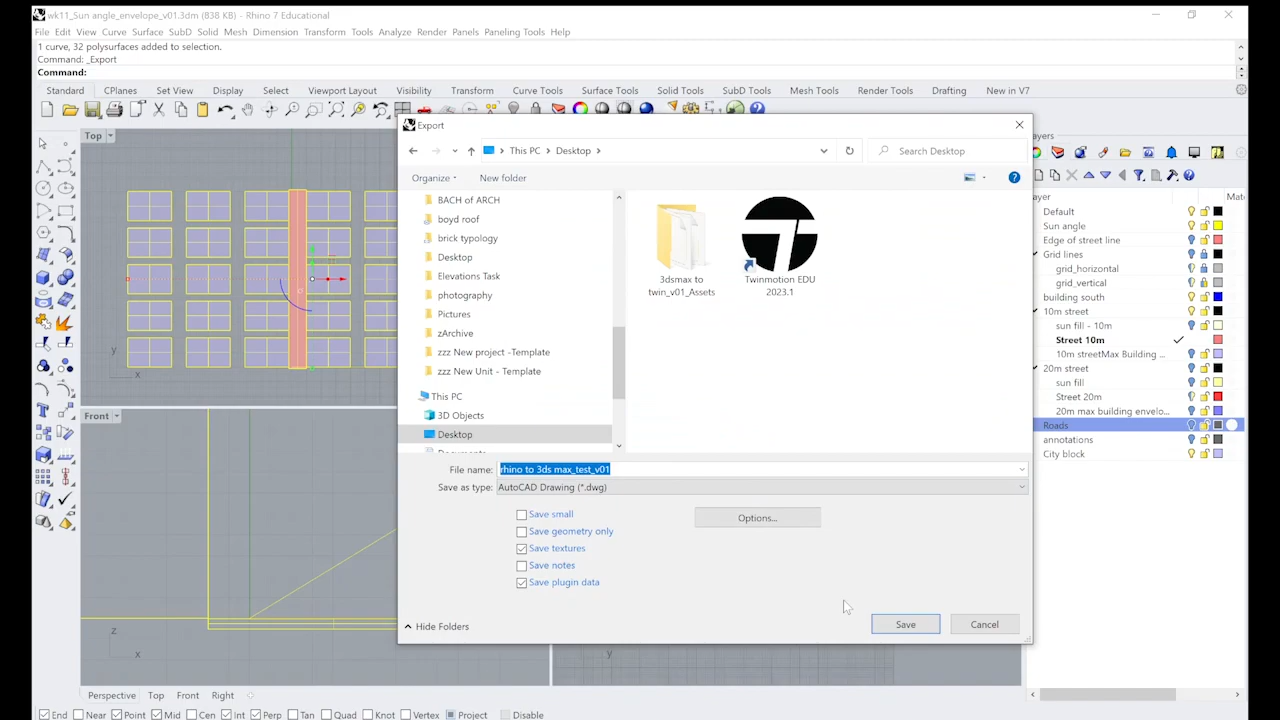 wk11_Sun angle_envelope_v01.3dm (838 KB) - Rhino 7 Educational
File Edit View Curve Surface SubD Solid Mesh Dimension Transform Tools Analyze Render Panels Paneling Tools Help
1 curve, 32 polysurfaces added to selection.
Command: _Export
Command:
Standard CPlanes Set View Display Select Viewport Layout Visibility Transform Curve Tools Surface Tools Solid Tools SubD Tools Mesh Tools Render Tools Drafting New in V7
Top
y
x
Front
z
x
y
Export
This PC > Desktop >
Search Desktop
Organize
New folder
BACH of ARCH
boyd roof
brick typology
Desktop
Elevations Task
photography
Pictures
zArchive
zzz New project -Template
zzz New Unit - Template
This PC
3D Objects
Desktop
3dsmax to
twin_v01_Assets
Twinmotion EDU
2023.1
File name: rhino to 3ds max_test_v01
Save as type: AutoCAD Drawing (*.dwg)
Save small
Save geometry only
Save textures
Save notes
Save plugin data
Options...
Hide Folders
Save
Cancel
ayers
ayer Mate
Default
Sun angle
Edge of street line
Grid lines
grid_horizontal
grid_vertical
building south
10m street
sun fill - 10m
Street 10m
10m streetMax Building ...
20m street
sun fill
Street 20m
20m max building envelo...
Roads
annotations
City block
Perspective Top Front Right
End Near Point Mid Cen Int Perp Tan Quad Knot Vertex Project Disable